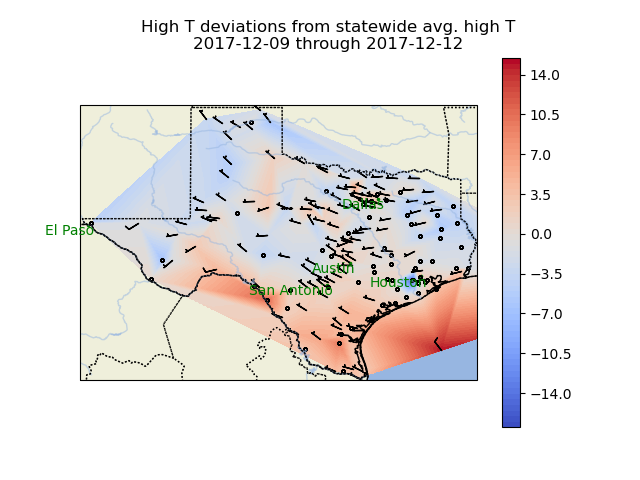 High T deviations from statewide avg. high T
2017-12-09 through 2017-12-12
14.0
10.5
7.0
3.5
0.0
−3.5
−7.0
−10.5
−14.0
Dallas
El Paso
Austin
Houston
San Antonio